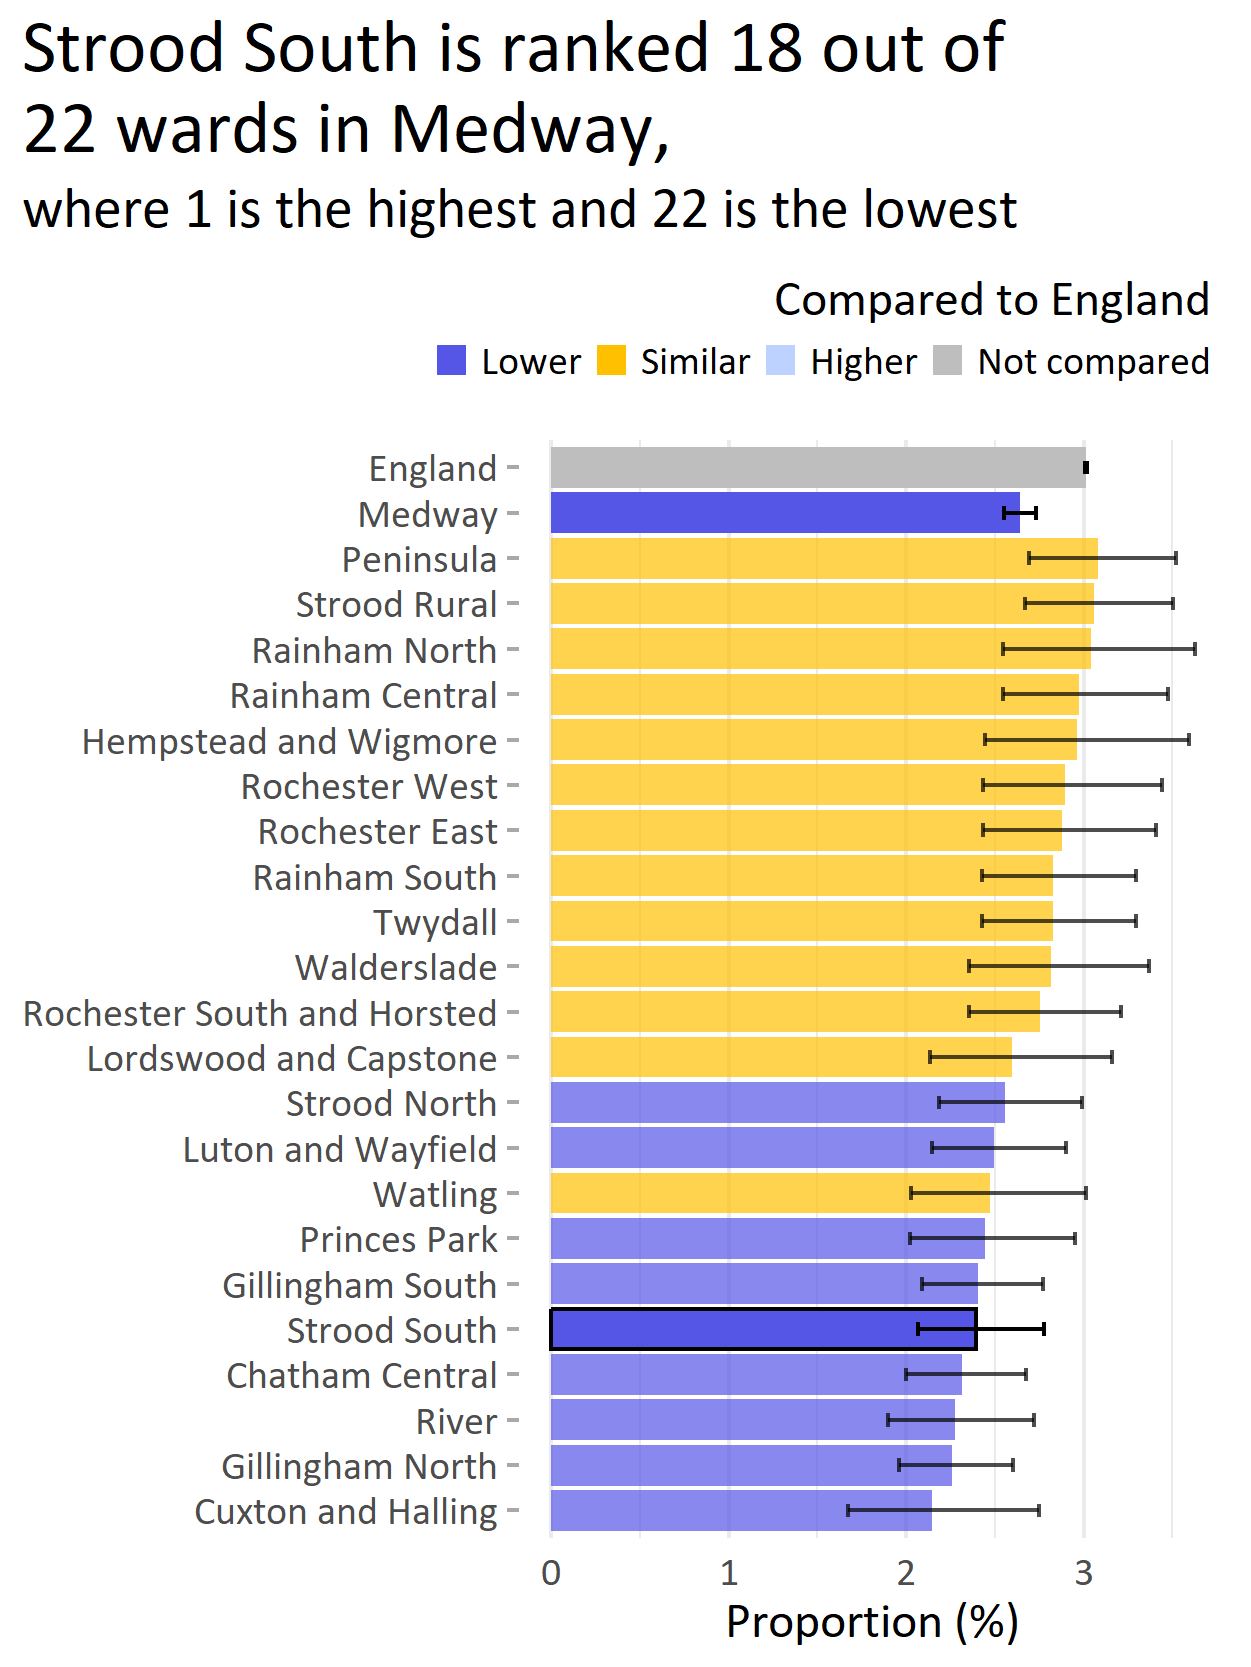 Strood South is ranked 18 out of
22 wards in Medway,
where 1 is the highest and 22 is the lowest
Compared to England
Lower Similar Higher Not compared
England
Medway
Peninsula
Strood Rural
Rainham North
Rainham Central
Hempstead and Wigmore
Rochester West
Rochester East
Rainham South
Twydall
Walderslade
Rochester South and Horsted
Lordswood and Capstone
Strood North
Luton and Wayfield
Watling
Princes Park
Gillingham South
Strood South
Chatham Central
River
Gillingham North
Cuxton and Halling
0 1 2 3
Proportion (%)